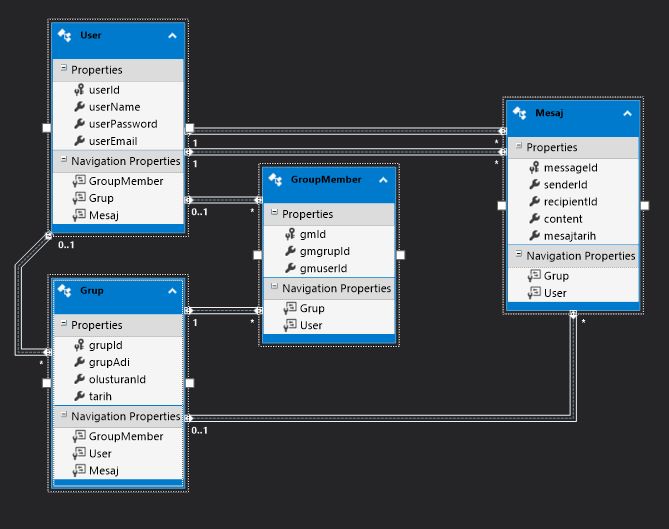 User
Properties
userId
userName
userPassword
userEmail
Navigation Properties
GroupMember
Grup
Mesaj
1
*
1
*
0..1
*
0..1
*
Mesaj
Properties
messageId
senderId
recipientId
content
mesajtarih
Navigation Properties
Grup
User
*
GroupMember
Properties
gmId
gmgrupId
gmuserId
Navigation Properties
Grup
User
Grup
Properties
grupId
grupAdi
olusturanId
tarih
Navigation Properties
GroupMember
User
Mesaj
1
*
0..1